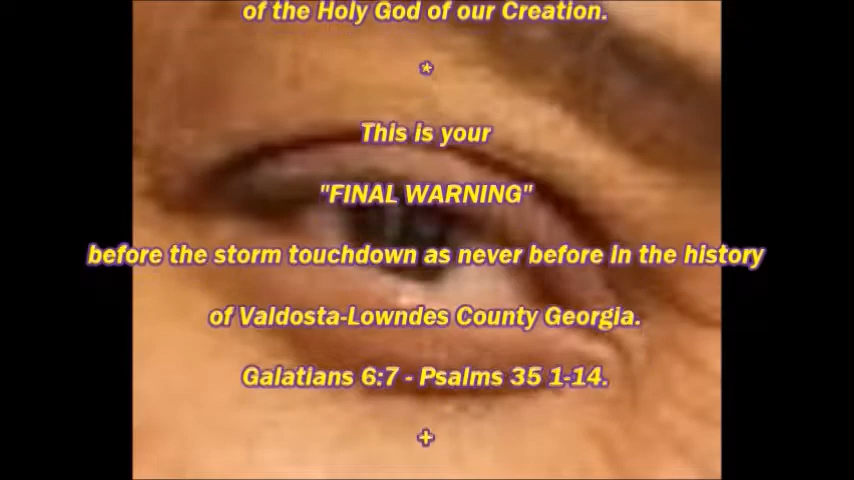 of the Holy God of our Creation.
*
This is your
"FINAL WARNING"
before the storm touchdown as never before in the history
of Valdosta-Lowndes County Georgia.
Galatians 6:7 - Psalms 35 1-14.
+